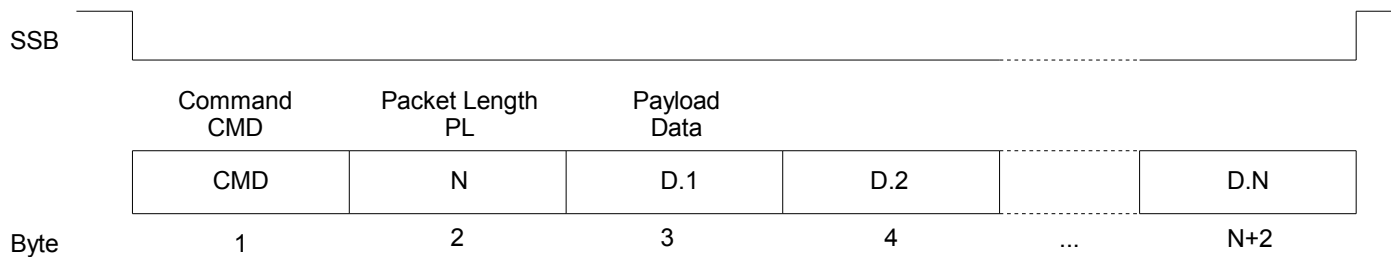 SSB
Command Packet Length Payload
CMD PL Data
CMD N D.1 D.2 D.N
Byte 1 2 3 4 ... N+2